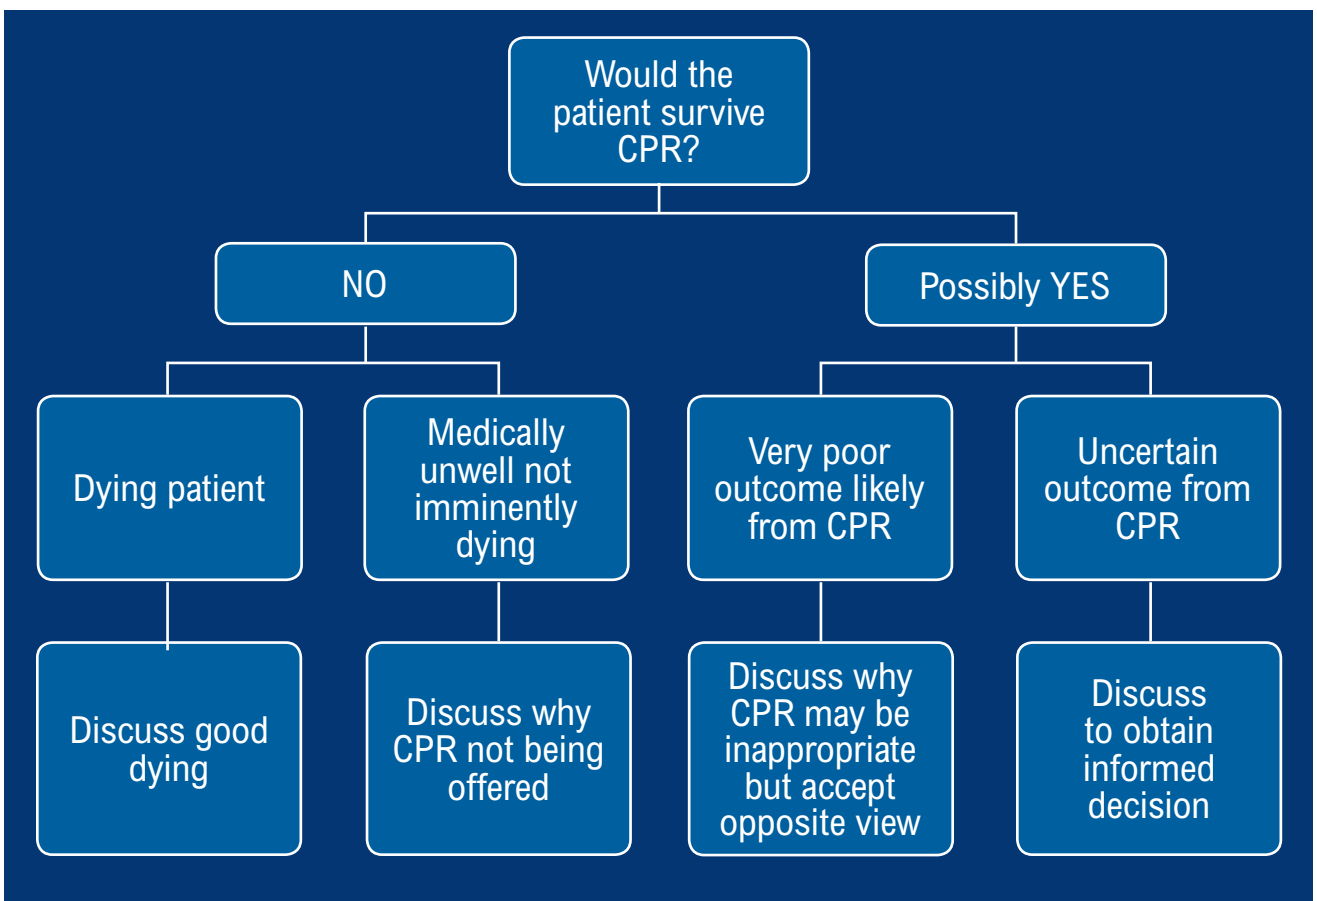 Would the
patient survive
CPR?
NO
Possibly YES
Dying patient
Medically
unwell not
imminently
dying
Very poor
outcome likely
from CPR
Uncertain
outcome from
CPR
Discuss good
dying
Discuss why
CPR not being
offered
Discuss why
CPR may be
inappropriate
but accept
opposite view
Discuss
to obtain
informed
decision